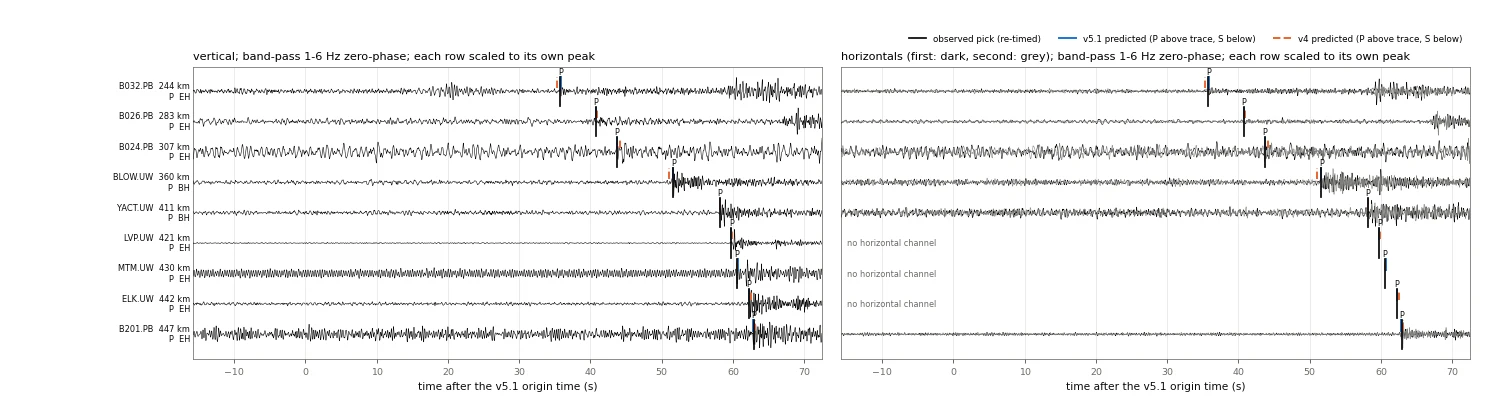 observed pick (re-timed)
v5.1 predicted (P above trace, S below)
v4 predicted (P above trace, S below)
vertical; band-pass 1-6 Hz zero-phase; each row scaled to its own peak
horizontals (first: dark, second: grey); band-pass 1-6 Hz zero-phase; each row scaled to its own peak
B032.PB 244 km
P EH
P
P
B026.PB 283 km
P EH
P
P
B024.PB 307 km
P EH
P
P
BLOW.UW 360 km
P BH
P
P
YACT.UW 411 km
P BH
P
P
LVP.UW 421 km
P EH
P
no horizontal channel
P
MTM.UW 430 km
P EH
P
no horizontal channel
P
ELK.UW 442 km
P EH
P
no horizontal channel
P
B201.PB 447 km
P EH
P
P
−10 0 10 20 30 40 50 60 70
−10 0 10 20 30 40 50 60 70
time after the v5.1 origin time (s)
time after the v5.1 origin time (s)